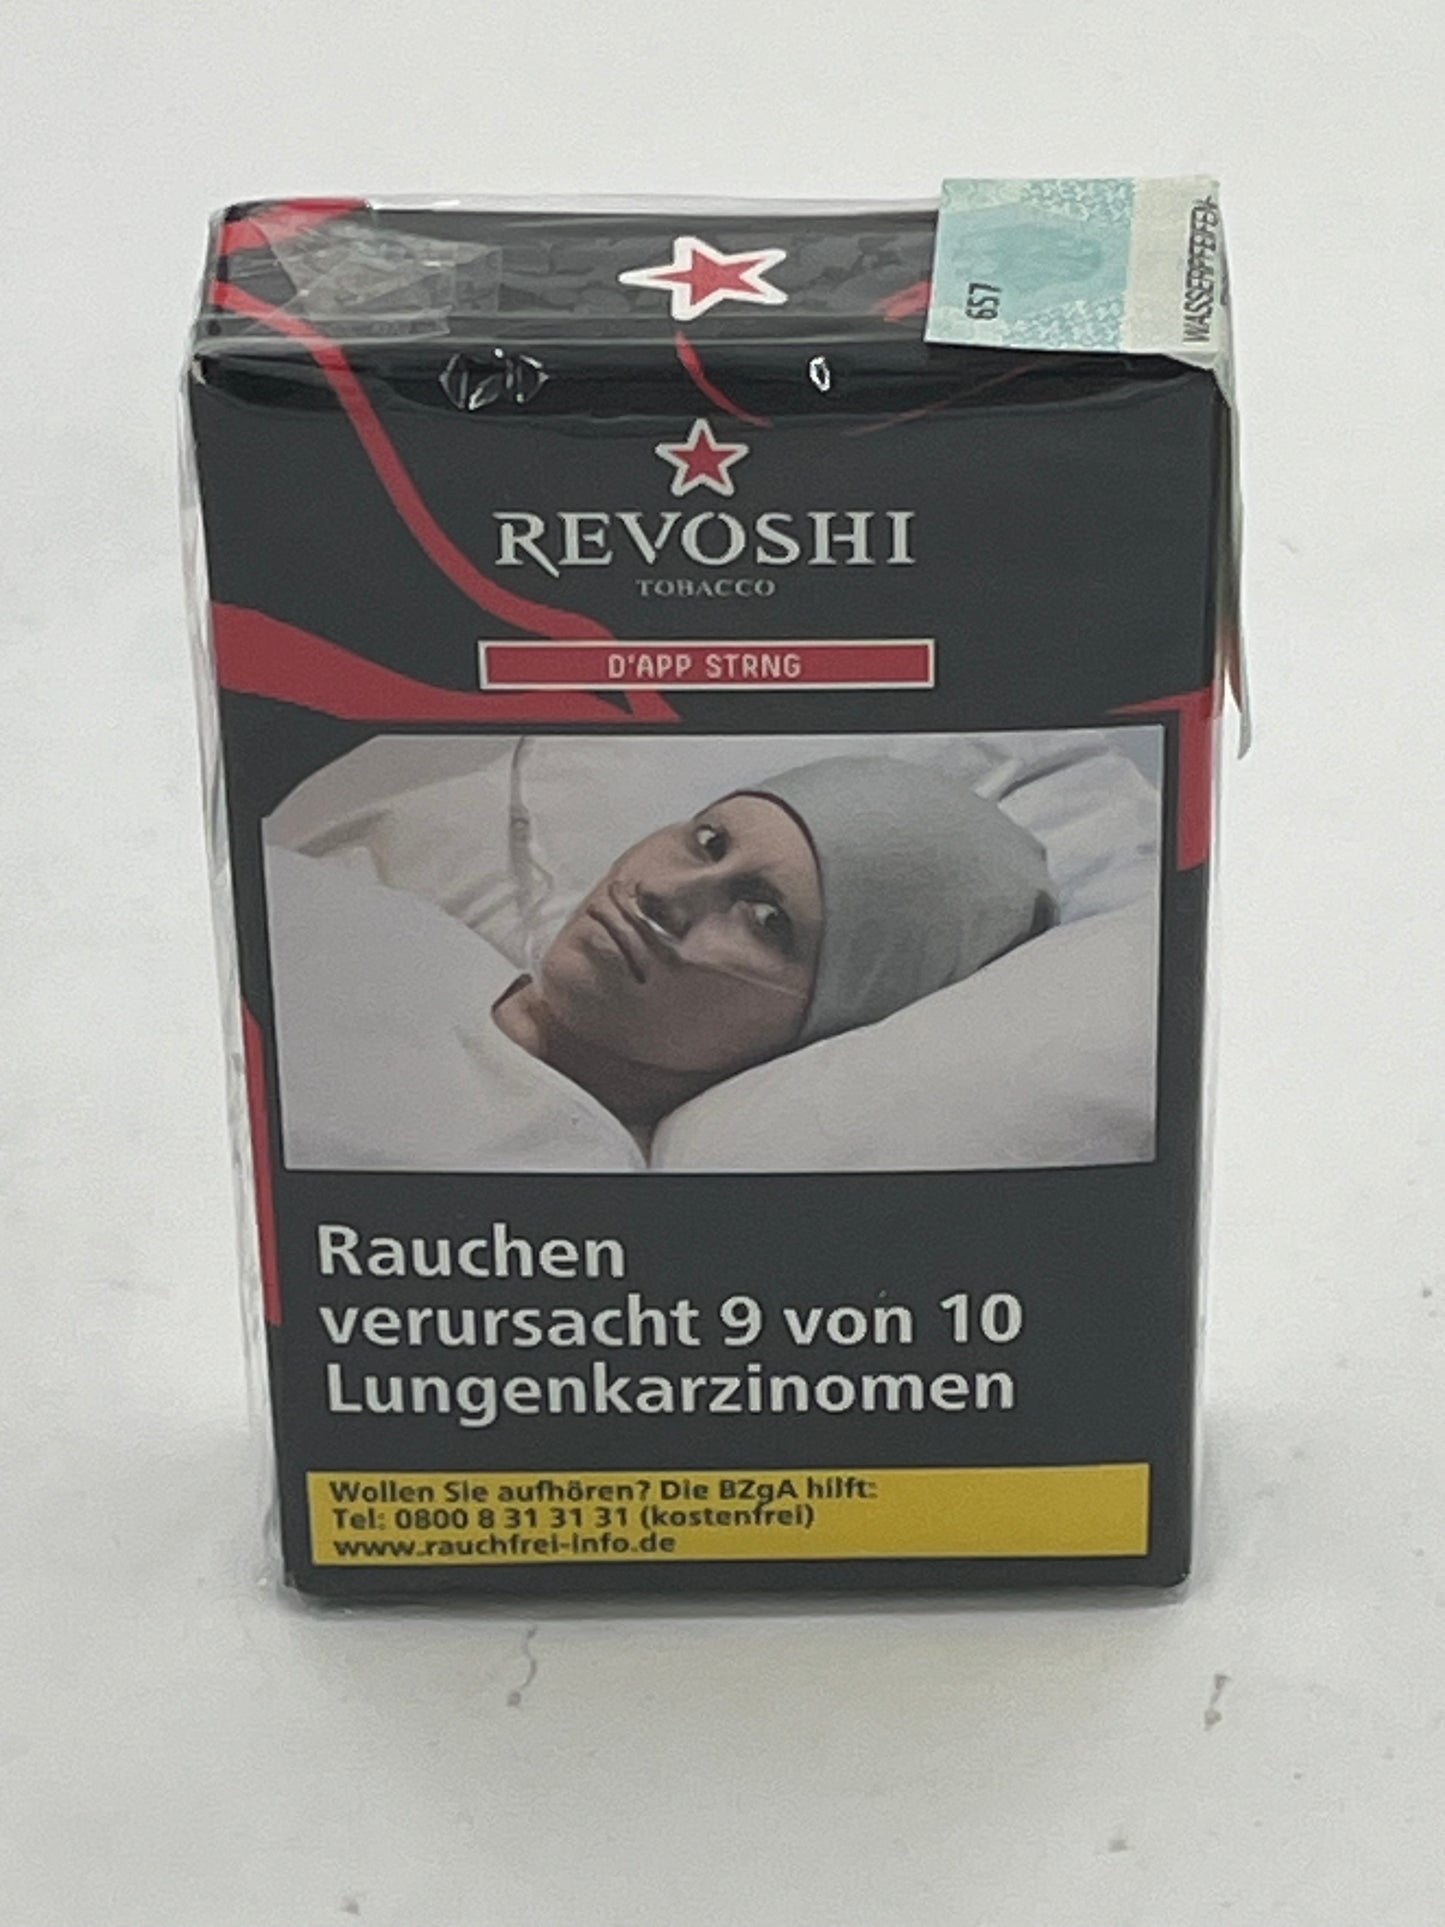 657
WASSERPFEIFEN-
REVOSHI
TOBACCO
D'APP STRNG
Rauchen
verursacht 9 von 10
Lungenkarzinomen
Wollen Sie aufhören? Die BZgA hilft:
Tel: 0800 8 31 31 31 (kostenfrei)
www.rauchfrei-info.de